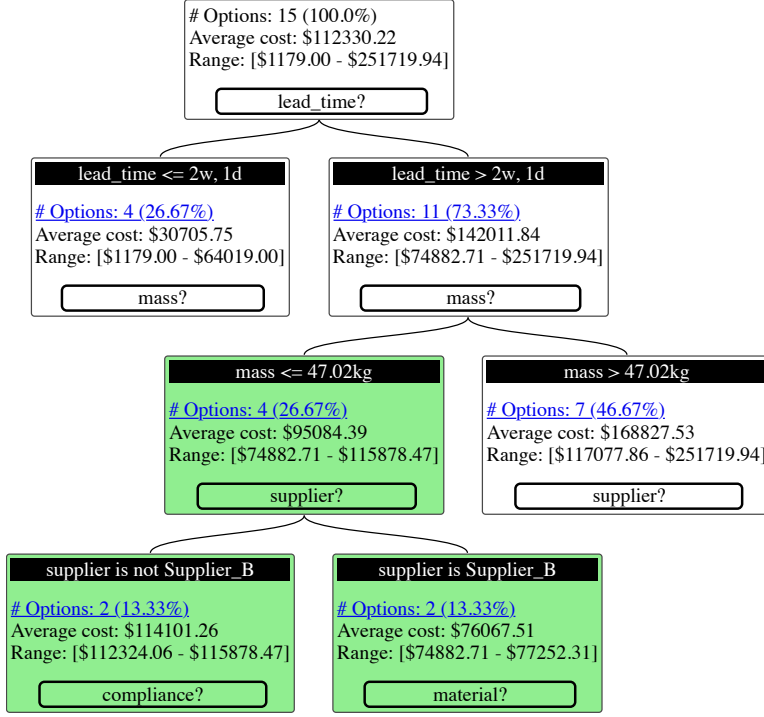 # Options: 15 (100.0%)
Average cost: $112330.22
Range: [$1179.00 - $251719.94]
lead_time?
lead_time <= 2w, 1d
# Options: 4 (26.67%)
Average cost: $30705.75
Range: [$1179.00 - $64019.00]
mass?
lead_time > 2w, 1d
# Options: 11 (73.33%)
Average cost: $142011.84
Range: [$74882.71 - $251719.94]
mass?
mass <= 47.02kg
# Options: 4 (26.67%)
Average cost: $95084.39
Range: [$74882.71 - $115878.47]
supplier?
mass > 47.02kg
# Options: 7 (46.67%)
Average cost: $168827.53
Range: [$117077.86 - $251719.94]
supplier?
supplier is not Supplier_B
# Options: 2 (13.33%)
Average cost: $114101.26
Range: [$112324.06 - $115878.47]
compliance?
supplier is Supplier_B
# Options: 2 (13.33%)
Average cost: $76067.51
Range: [$74882.71 - $77252.31]
material?